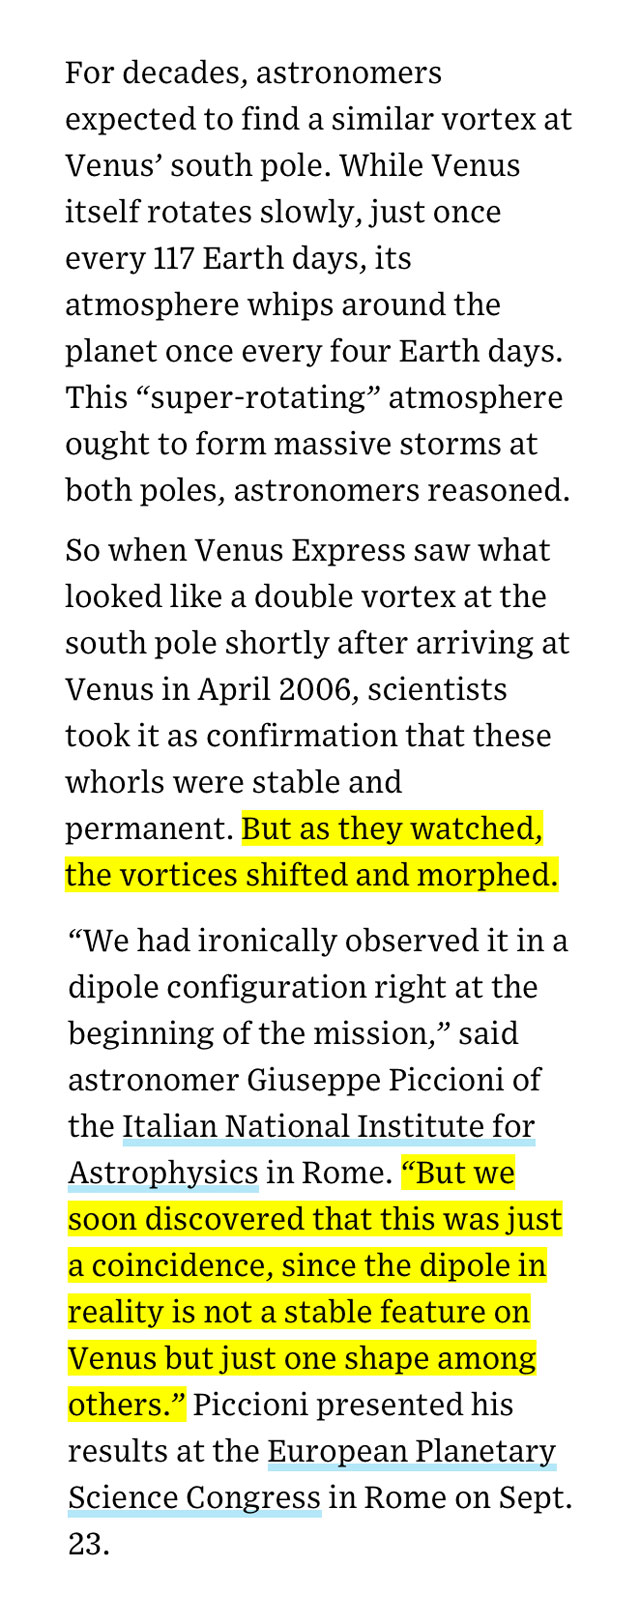 For decades, astronomers
expected to find a similar vortex at
Venus’ south pole. While Venus
itself rotates slowly, just once
every 117 Earth days, its
atmosphere whips around the
planet once every four Earth days.
This “super-rotating” atmosphere
ought to form massive storms at
both poles, astronomers reasoned.
So when Venus Express saw what
looked like a double vortex at the
south pole shortly after arriving at
Venus in April 2006, scientists
took it as confirmation that these
whorls were stable and
permanent. But as they watched,
the vortices shifted and morphed.
“We had ironically observed it in a
dipole configuration right at the
beginning of the mission,” said
astronomer Giuseppe Piccioni of
the Italian National Institute for
Astrophysics in Rome. “But we
soon discovered that this was just
a coincidence, since the dipole in
reality is not a stable feature on
Venus but just one shape among
others.” Piccioni presented his
results at the European Planetary
Science Congress in Rome on Sept.
23.